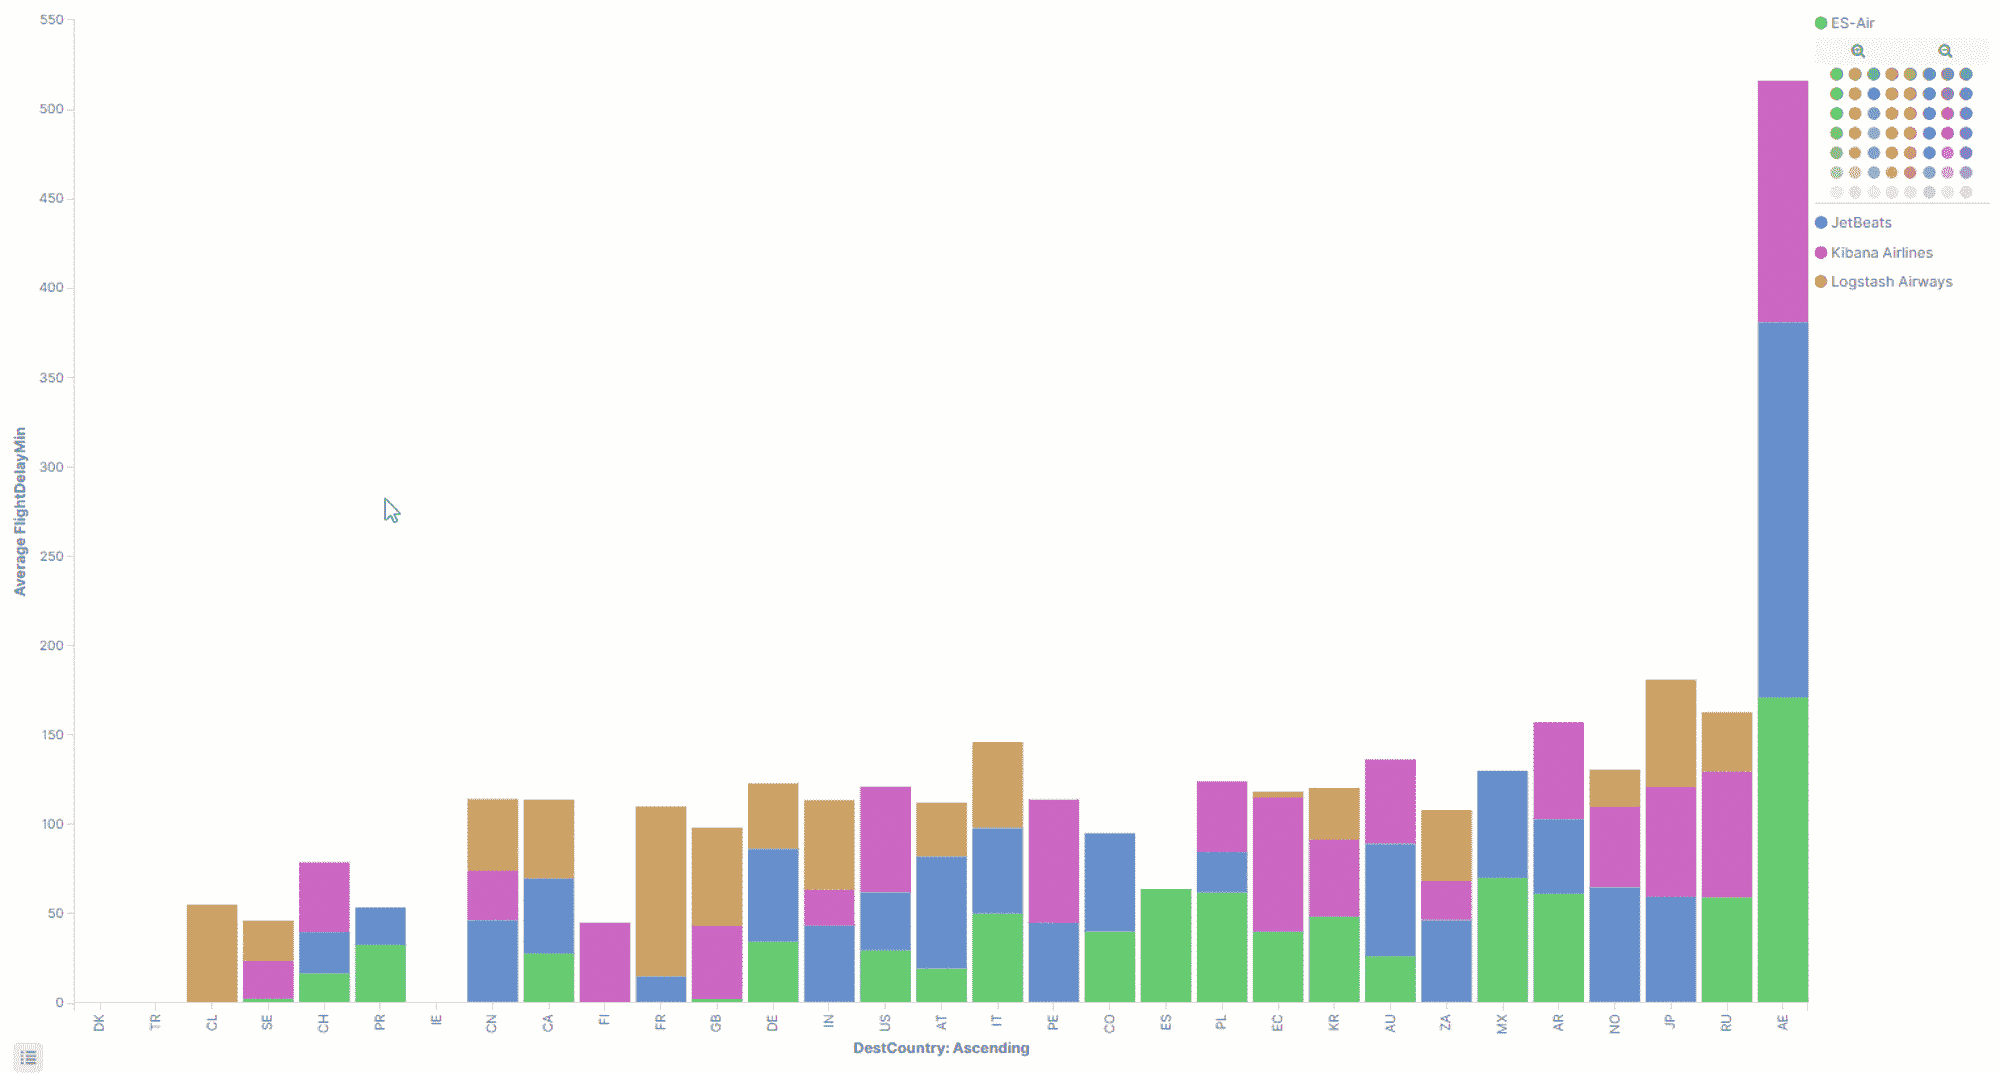 550
500
450
400
350
300
250
200
150
100
50
0
Average FlightDelayMin
DK TR CL SE CH PR IE CN CA FI FR GB DE IN US AT IT PE CO ES PL EC KR AU ZA MX AR NO JP RU AE
DestCountry: Ascending
ES-Air
JetBeats
Kibana Airlines
Logstash Airways